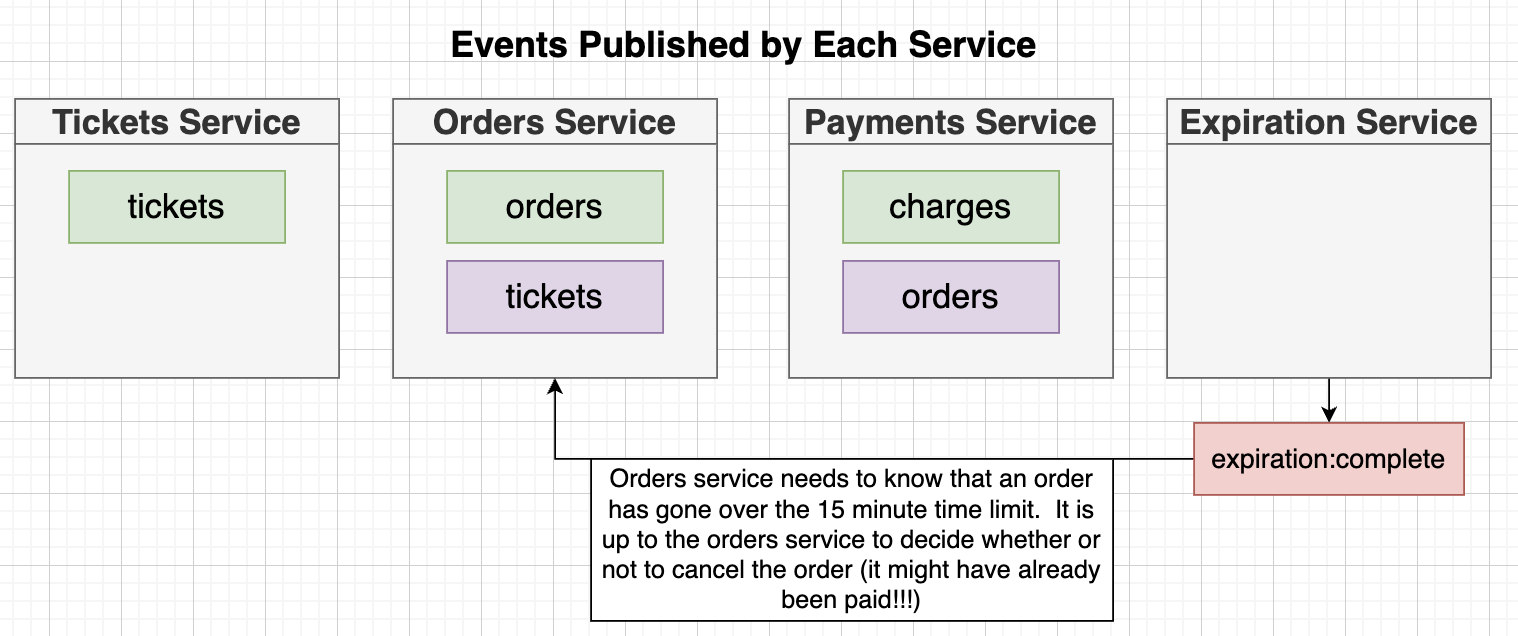 Events Published by Each Service
Tickets Service
Orders Service
Payments Service
Expiration Service
tickets
orders
charges
tickets
orders
expiration:complete
Orders service needs to know that an order
has gone over the 15 minute time limit.  It is
up to the orders service to decide whether or
not to cancel the order (it might have already
been paid!!!)